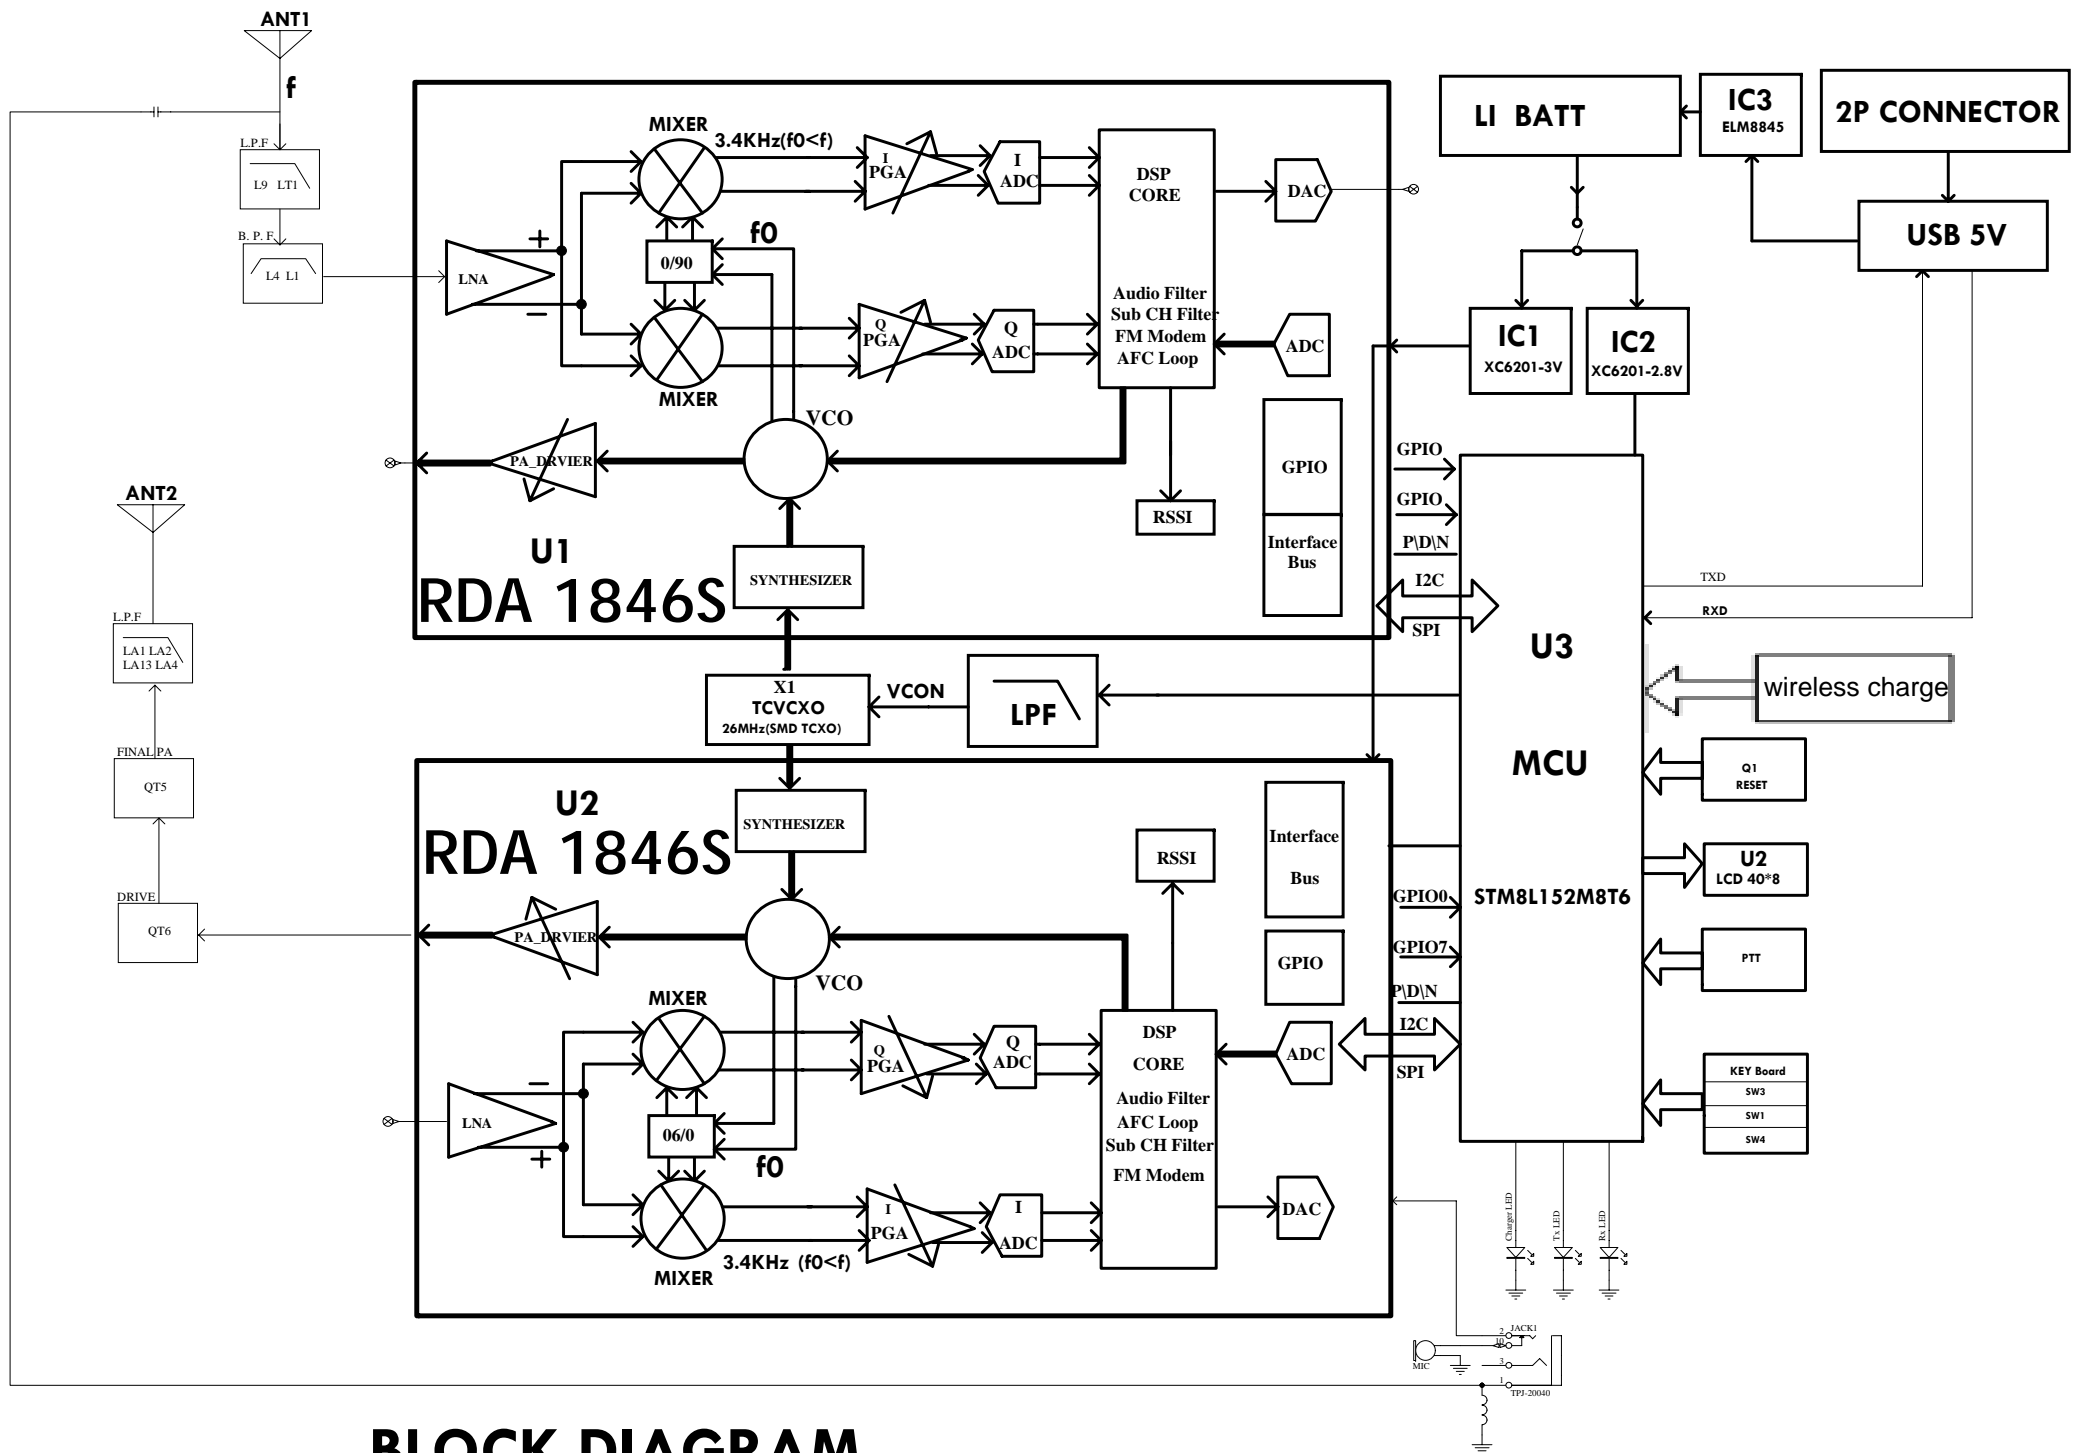 ANT1
f
L.P.F
L9 LT1
B. P. F
L4 L1
MIXER
3.4KHz(f0<f)
I
PGA
I
ADC
DSP
CORE
DAC
LNA
+
−
0/90
f0
Audio Filter
Sub CH Filter
FM Modem
AFC Loop
Q
PGA
Q
ADC
ADC
MIXER
VCO
PA_DRVIER
GPIO
RSSI
Interface
Bus
U1
RDA 1846S
SYNTHESIZER
LI BATT
IC3
ELM8845
2P CONNECTOR
USB 5V
IC1
XC6201-3V
IC2
XC6201-2.8V
GPIO
GPIO
P\D\N
I2C
SPI
TXD
RXD
U3
MCU
STM8L152M8T6
wireless charge
X1
TCVCXO
26MHz(SMD TCXO)
VCON
LPF
Q1
RESET
U2
LCD 40*8
PTT
KEY Board
SW3
SW1
SW4
ANT2
L.P.F
LA1 LA2
LA13 LA4
FINAL PA
QT5
DRIVE
QT6
U2
RDA 1846S
SYNTHESIZER
RSSI
Interface
Bus
GPIO0
PA_DRVIER
VCO
GPIO
GPIO7
P\D\N
I2C
SPI
MIXER
Q
PGA
Q
ADC
DSP
CORE
ADC
Audio Filter
AFC Loop
Sub CH Filter
FM Modem
LNA
−
+
06/0
f0
I
PGA
I
ADC
DAC
3.4KHz (f0<f)
MIXER
Charger LED
Tx LED
Rx LED
MIC
2
JACK1
10
3
1
TPJ-20040
BLOCK DIAGRAM